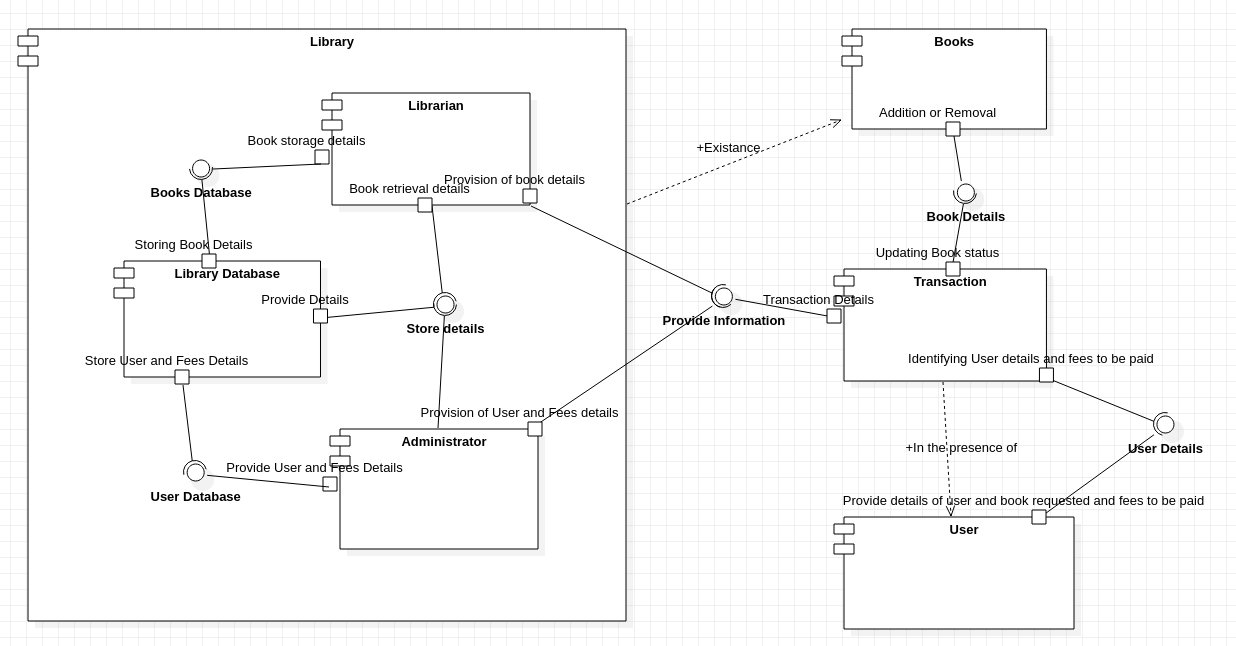 Library
Books
Librarian
Addition or Removal
Book storage details
+Existance
Provision of book details
Book retrieval details
Books Database
Book Details
Storing Book Details
Updating Book status
Library Database
Transaction
Provide Details
Transaction Details
Provide Information
Store details
Store User and Fees Details
Identifying User details and fees to be paid
Provision of User and Fees details
Administrator
+In the presence of
User Details
Provide User and Fees Details
User Database
Provide details of user and book requested and fees to be paid
User